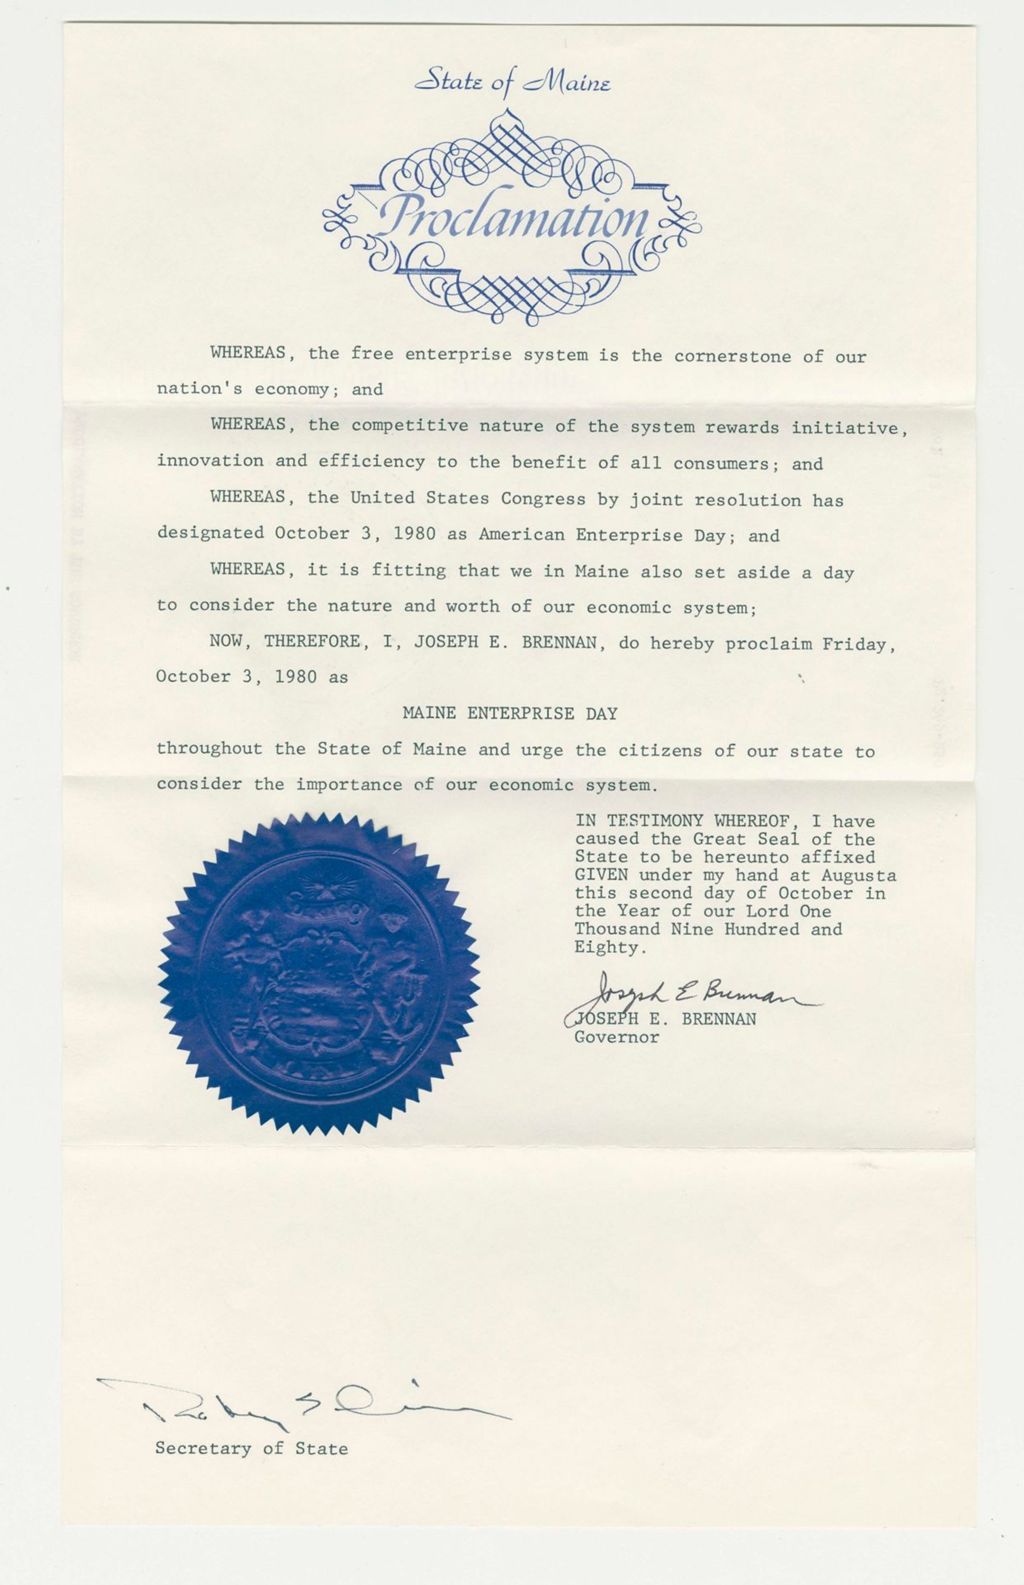 State of Maine
Proclamation
WHEREAS, the free enterprise system is the cornerstone of our
nation's economy; and
WHEREAS, the competitive nature of the system rewards initiative,
innovation and efficiency to the benefit of all consumers; and
WHEREAS, the United States Congress by joint resolution has
designated October 3, 1980 as American Enterprise Day; and
WHEREAS, it is fitting that we in Maine also set aside a day
to consider the nature and worth of our economic system;
NOW, THEREFORE, I, JOSEPH E. BRENNAN, do hereby proclaim Friday,
October 3, 1980 as
MAINE ENTERPRISE DAY
throughout the State of Maine and urge the citizens of our state to
consider the importance of our economic system.
IN TESTIMONY WHEREOF, I have
caused the Great Seal of the
State to be hereunto affixed
GIVEN under my hand at Augusta
this second day of October in
the Year of our Lord One
Thousand Nine Hundred and
Eighty.
Joseph E Brennan
JOSEPH E. BRENNAN
Governor
Secretary of State